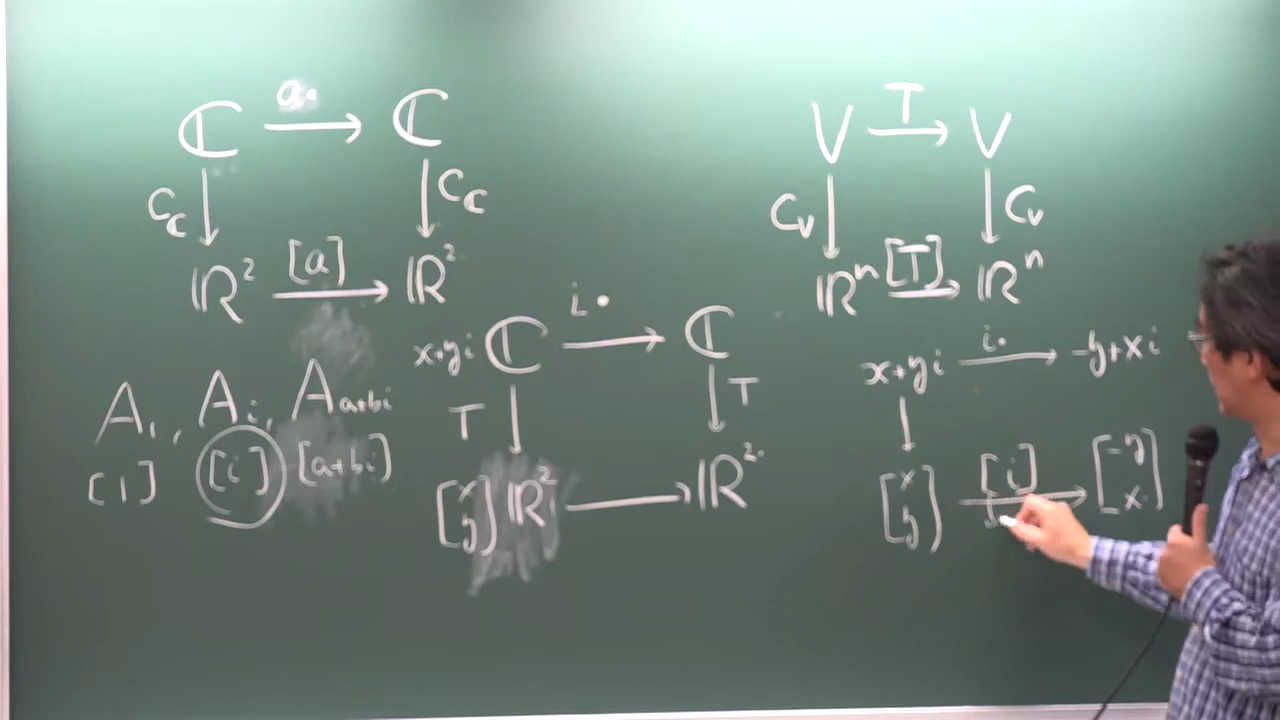 ℂ —a·→ ℂ
↓ C_ℂ ↓ C_ℂ
ℝ² —[a]→ ℝ²
A₁, A_i, A_{a+bi}
[1] [i] [a+bi]
x+yi ℂ —i·→ ℂ
T ↓ ↓ T
[x y] ℝ² → ℝ²
V —T→ V
C_V ↓ ↓ C_V
ℝⁿ —[T]→ ℝⁿ
x+yi —i·→ -y+xi
↓
[x y] —[i]→ [-y x]